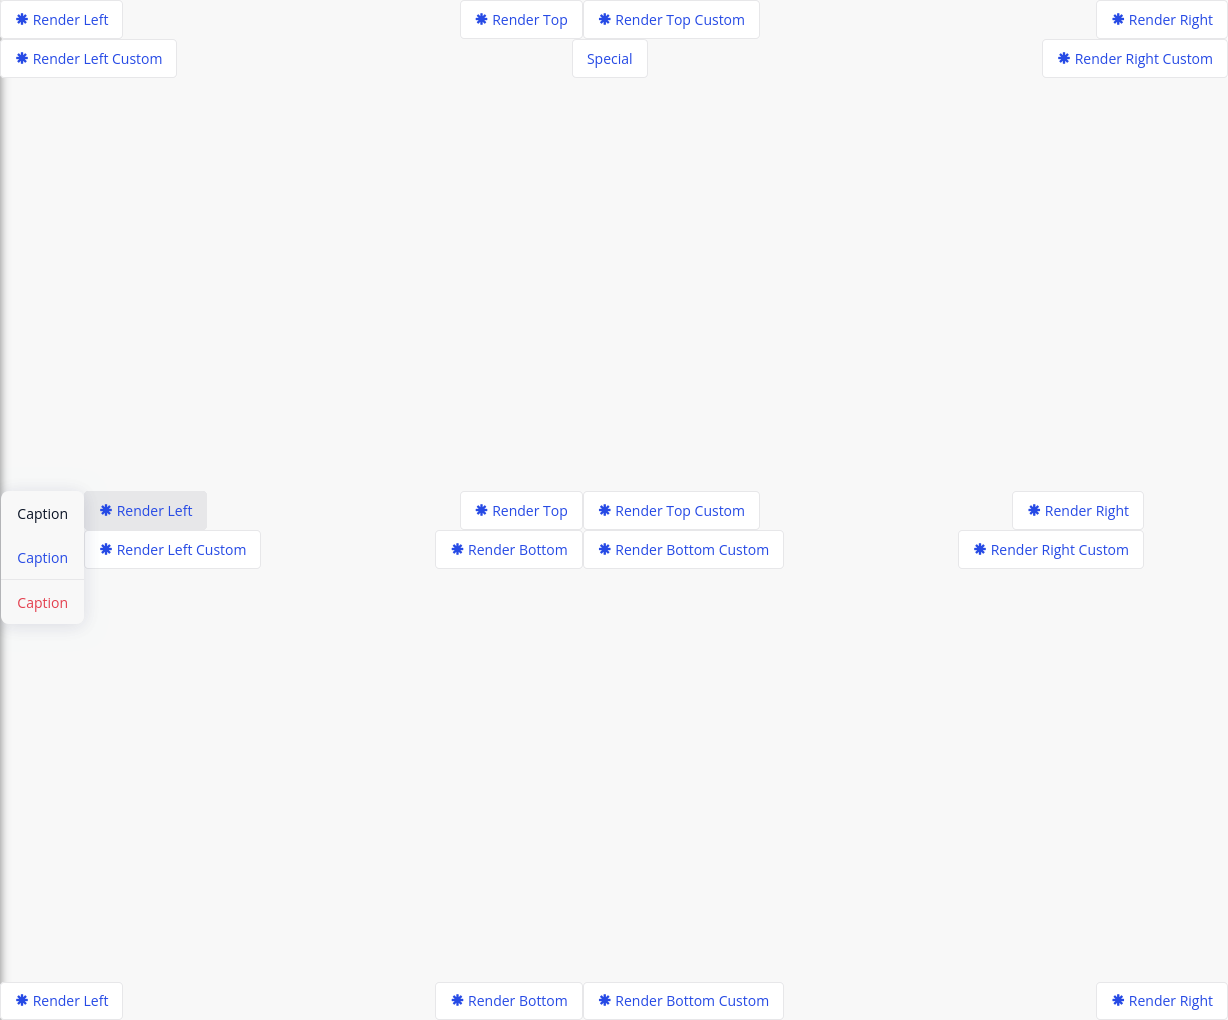 Render Left
Render Top
Render Top Custom
Render Right
Render Left Custom
Special
Render Right Custom
Caption
Caption
Caption
Render Left
Render Top
Render Top Custom
Render Right
Render Left Custom
Render Bottom
Render Bottom Custom
Render Right Custom
Render Left
Render Bottom
Render Bottom Custom
Render Right